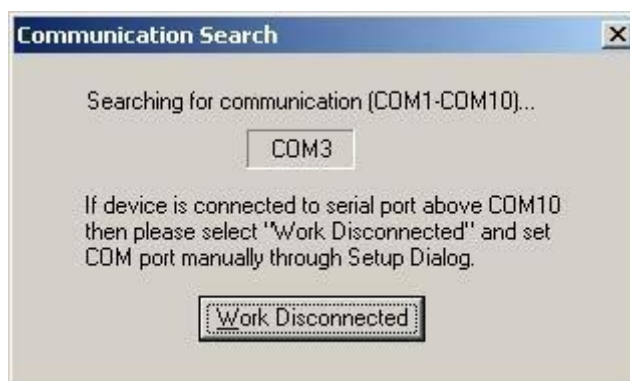 Communication Search
Searching for communication (COM1-COM10)...
COM3
If device is connected to serial port above COM10
then please select "Work Disconnected" and set
COM port manually through Setup Dialog.
Work Disconnected